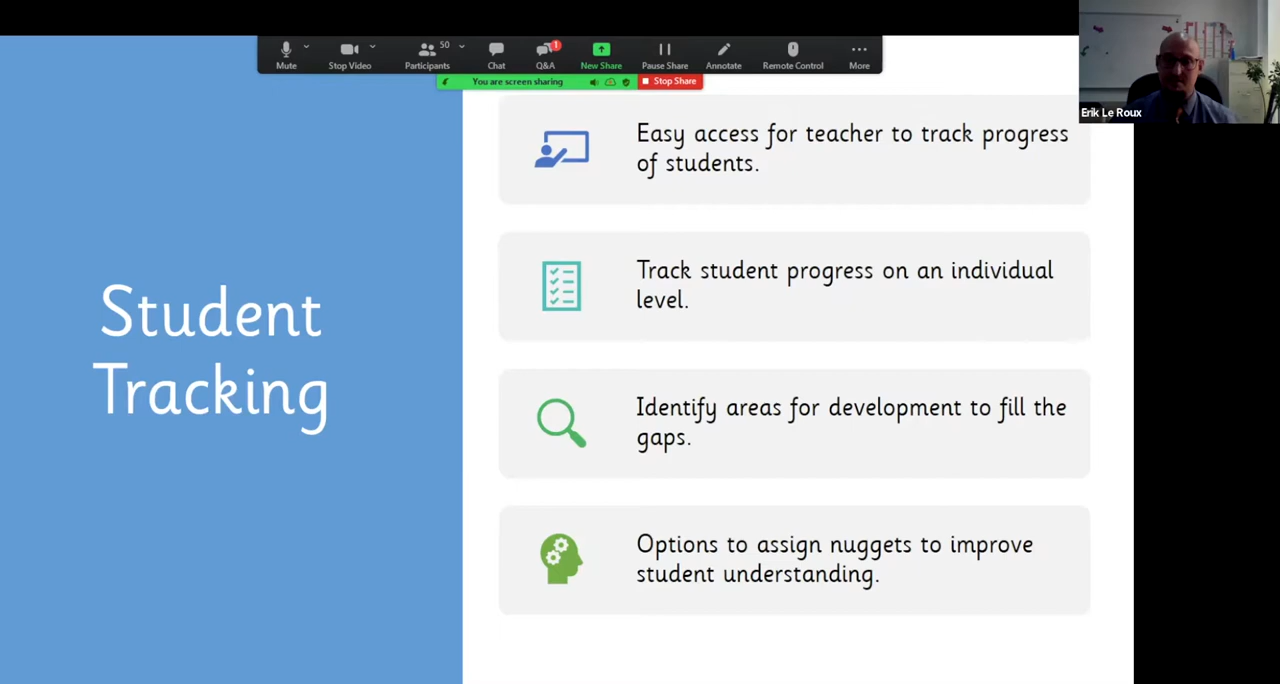 50
1
Mute
Stop Video
Participants
Chat
Q&A
New Share
Pause Share
Annotate
Remote Control
More
You are screen sharing
Stop Share
Erik Le Roux
Student
Tracking
Easy access for teacher to track progress
of students.
Track student progress on an individual
level.
Identify areas for development to fill the
gaps.
Options to assign nuggets to improve
student understanding.